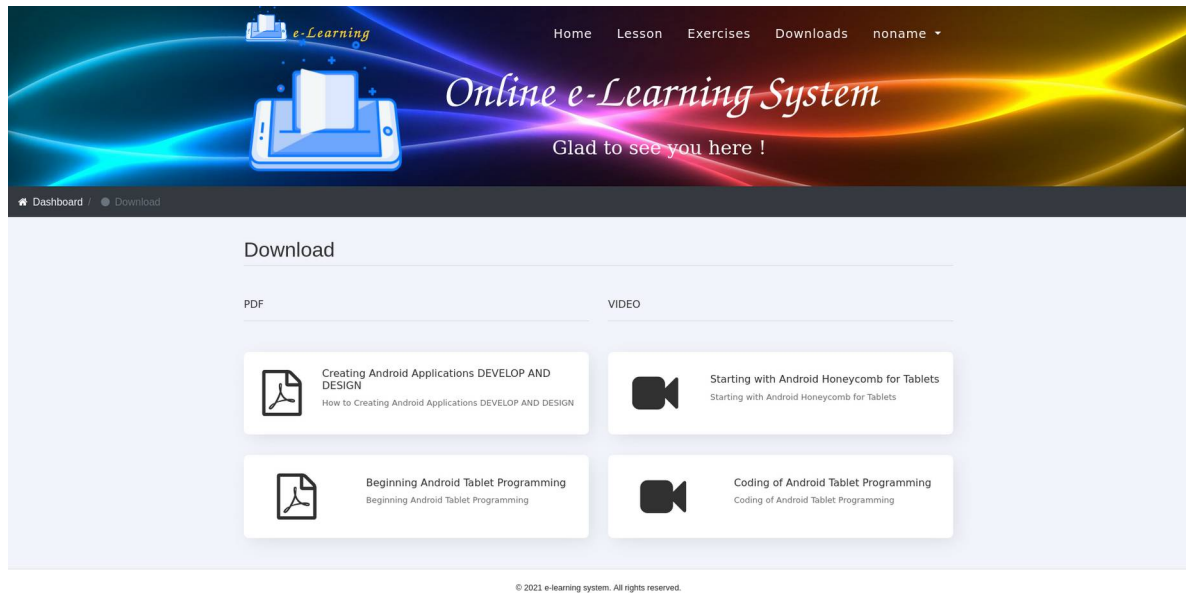 e-Learning
Home Lesson Exercises Downloads noname
Online e-Learning System
Glad to see you here !
Dashboard / Download
Download
PDF
VIDEO
Creating Android Applications DEVELOP AND
DESIGN
How to Creating Android Applications DEVELOP AND DESIGN
Starting with Android Honeycomb for Tablets
Starting with Android Honeycomb for Tablets
Beginning Android Tablet Programming
Beginning Android Tablet Programming
Coding of Android Tablet Programming
Coding of Android Tablet Programming
© 2021 e-learning system. All rights reserved.